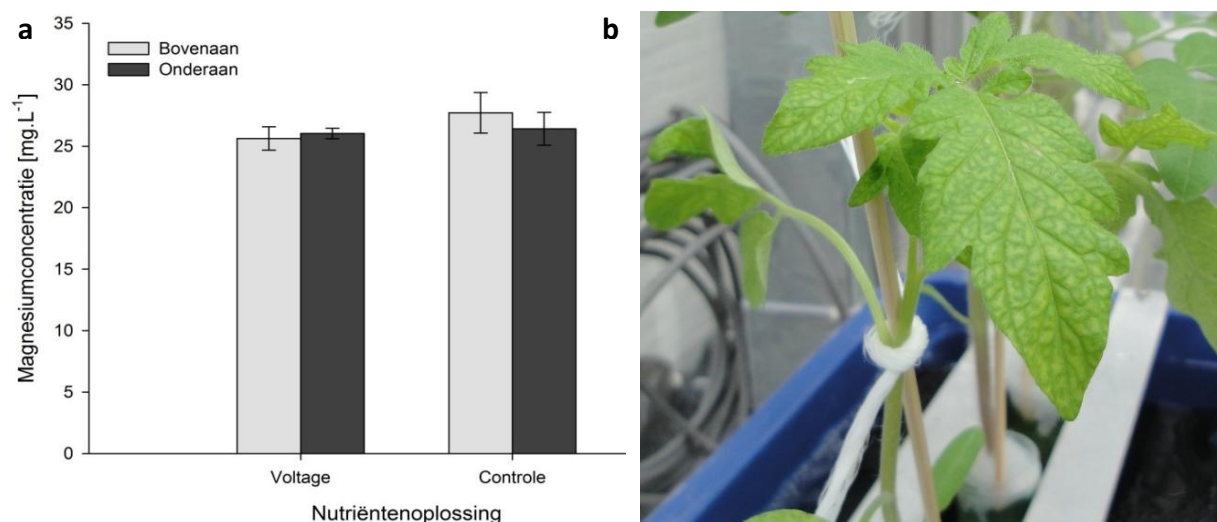 a
b
35
30
25
20
15
10
5
0
Magnesiumconcentratie [mg.L⁻¹]
Bovenaan
Onderaan
Voltage
Controle
Nutriëntenoplossing